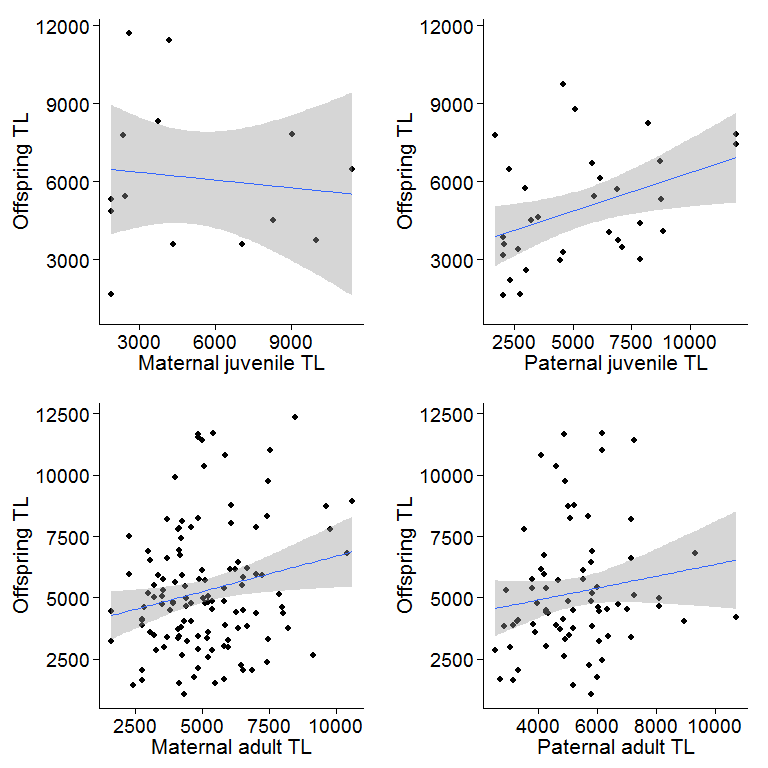 12000
9000
6000
3000
Offspring TL
3000 6000 9000
Maternal juvenile TL
12000
9000
6000
3000
Offspring TL
2500 5000 7500 10000
Paternal juvenile TL
12500
10000
7500
5000
2500
Offspring TL
2500 5000 7500 10000
Maternal adult TL
12500
10000
7500
5000
2500
Offspring TL
4000 6000 8000 10000
Paternal adult TL